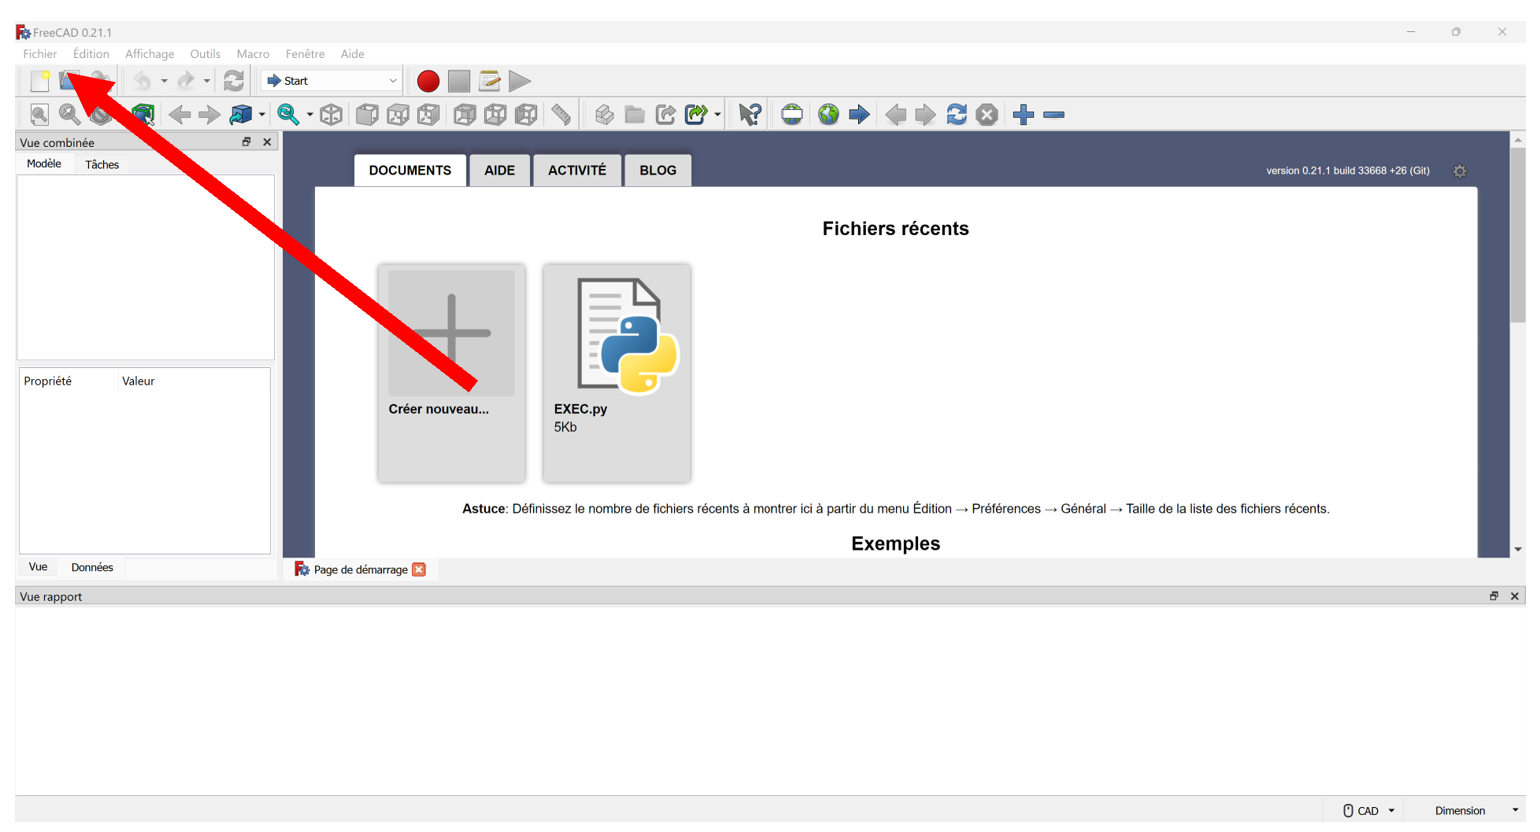 FreeCAD 0.21.1
Fichier Édition Affichage Outils Macro Fenêtre Aide
Start
Vue combinée
Modèle Tâches
DOCUMENTS AIDE ACTIVITÉ BLOG
version 0.21.1 build 33668 +26 (Git)
Fichiers récents
Propriété Valeur
Créer nouveau...
EXEC.py
5Kb
Astuce: Définissez le nombre de fichiers récents à montrer ici à partir du menu Édition → Préférences → Général → Taille de la liste des fichiers récents.
Exemples
Vue Données
Page de démarrage
Vue rapport
CAD Dimension